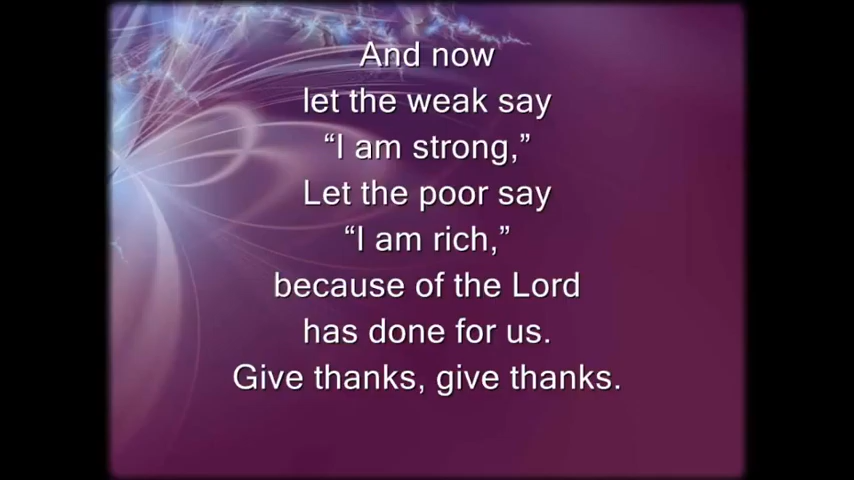 And now
let the weak say
“I am strong,”
Let the poor say
“I am rich,”
because of the Lord
has done for us.
Give thanks, give thanks.